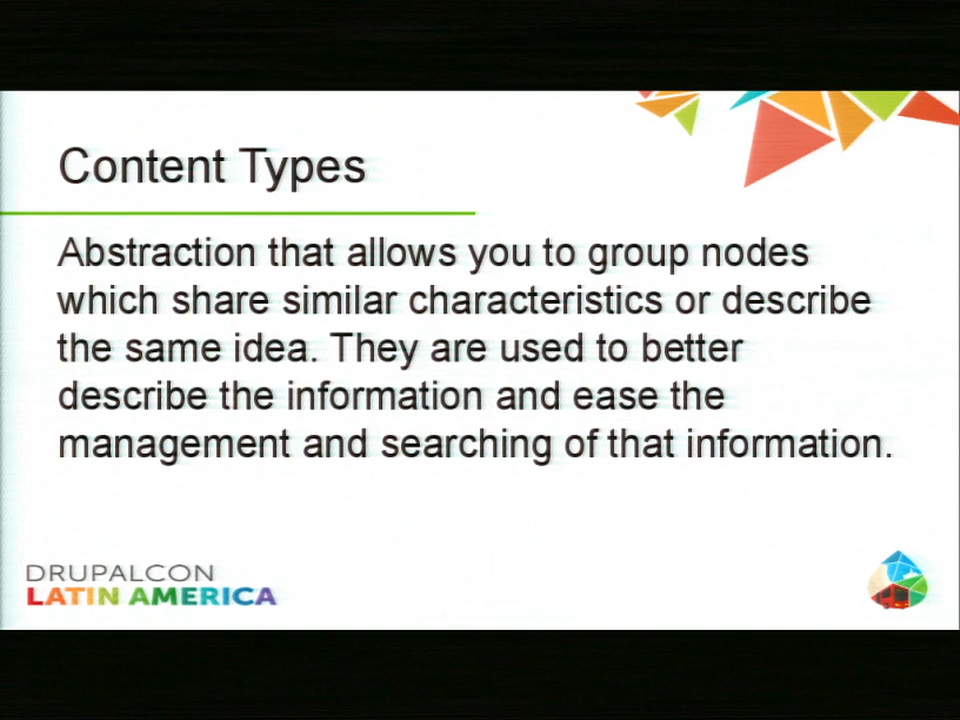 Content Types
Abstraction that allows you to group nodes
which share similar characteristics or describe
the same idea. They are used to better
describe the information and ease the
management and searching of that information.
DRUPALCON
LATIN AMERICA